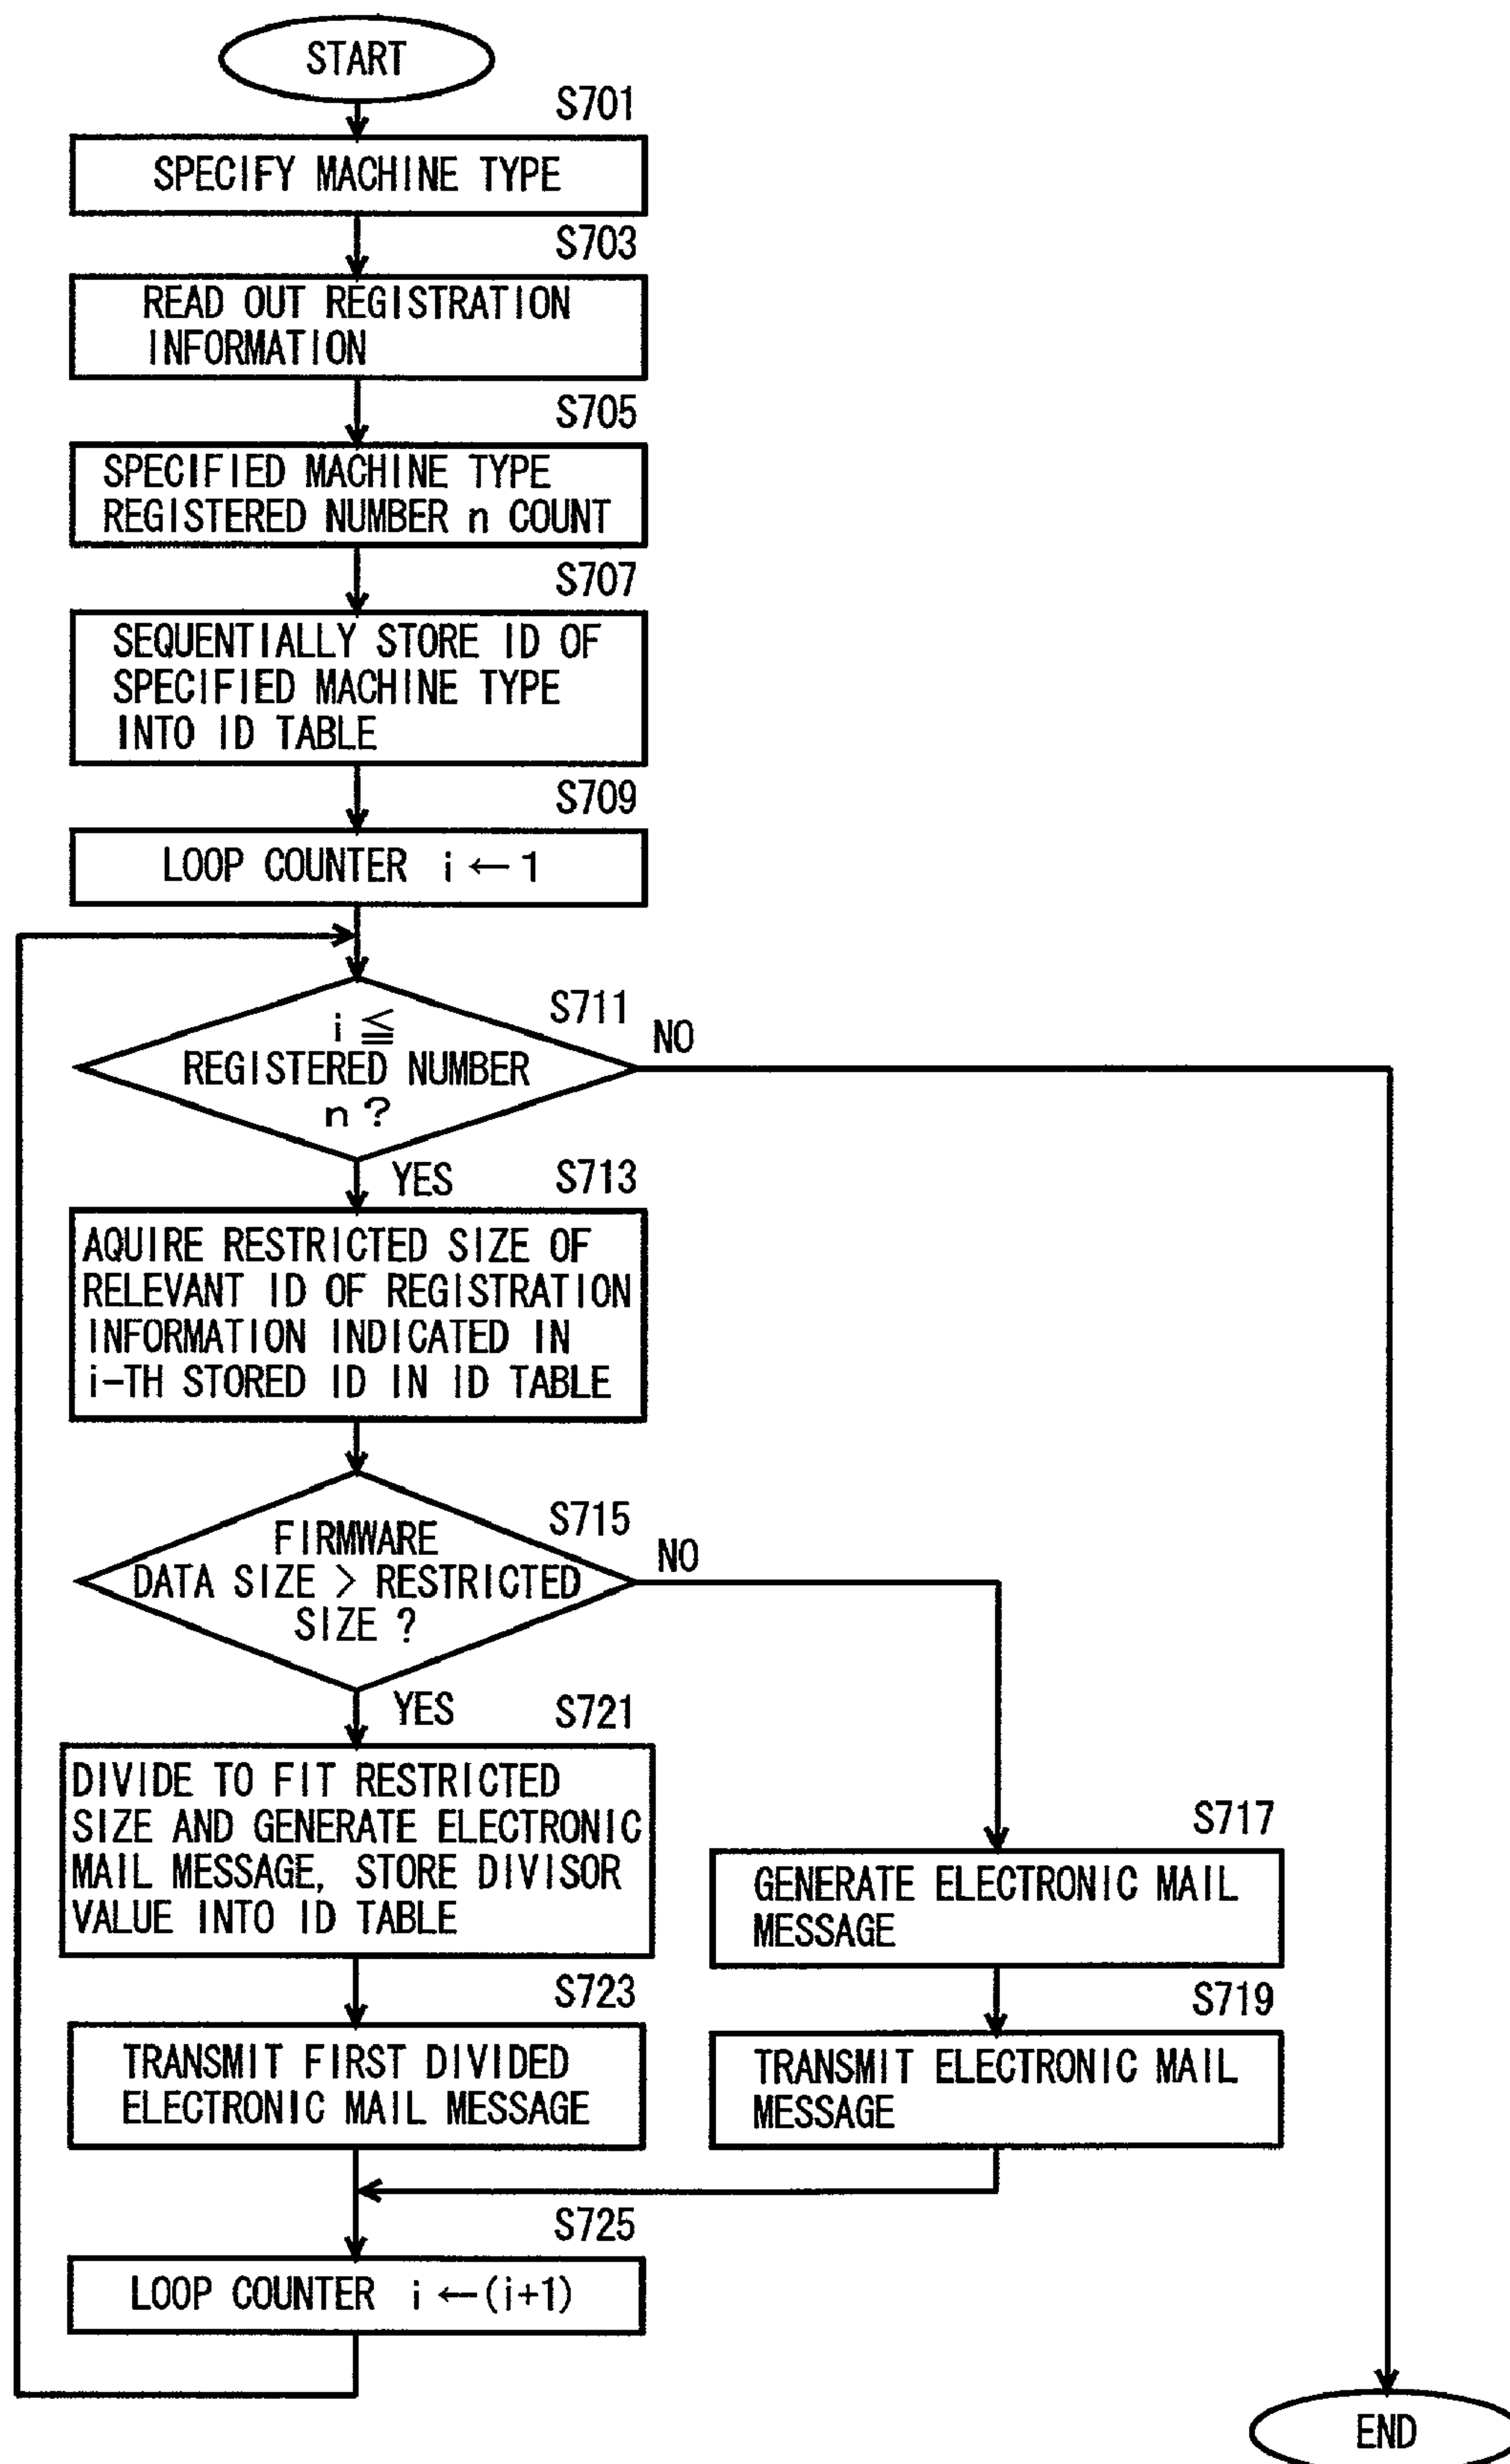 START
S701
SPECIFY MACHINE TYPE
S703
READ OUT REGISTRATION
INFORMATION
S705
SPECIFIED MACHINE TYPE
REGISTERED NUMBER n COUNT
S707
SEQUENTIALLY STORE ID OF
SPECIFIED MACHINE TYPE
INTO ID TABLE
S709
LOOP COUNTER i ← 1
S711
i ≦
REGISTERED NUMBER
n ?
NO
YES
S713
AQUIRE RESTRICTED SIZE OF
RELEVANT ID OF REGISTRATION
INFORMATION INDICATED IN
i-TH STORED ID IN ID TABLE
S715
FIRMWARE
DATA SIZE > RESTRICTED
SIZE ?
NO
YES
S721
DIVIDE TO FIT RESTRICTED
SIZE AND GENERATE ELECTRONIC
MAIL MESSAGE, STORE DIVISOR
VALUE INTO ID TABLE
S717
GENERATE ELECTRONIC MAIL
MESSAGE
S723
TRANSMIT FIRST DIVIDED
ELECTRONIC MAIL MESSAGE
S719
TRANSMIT ELECTRONIC MAIL
MESSAGE
S725
LOOP COUNTER i ← (i+1)
END